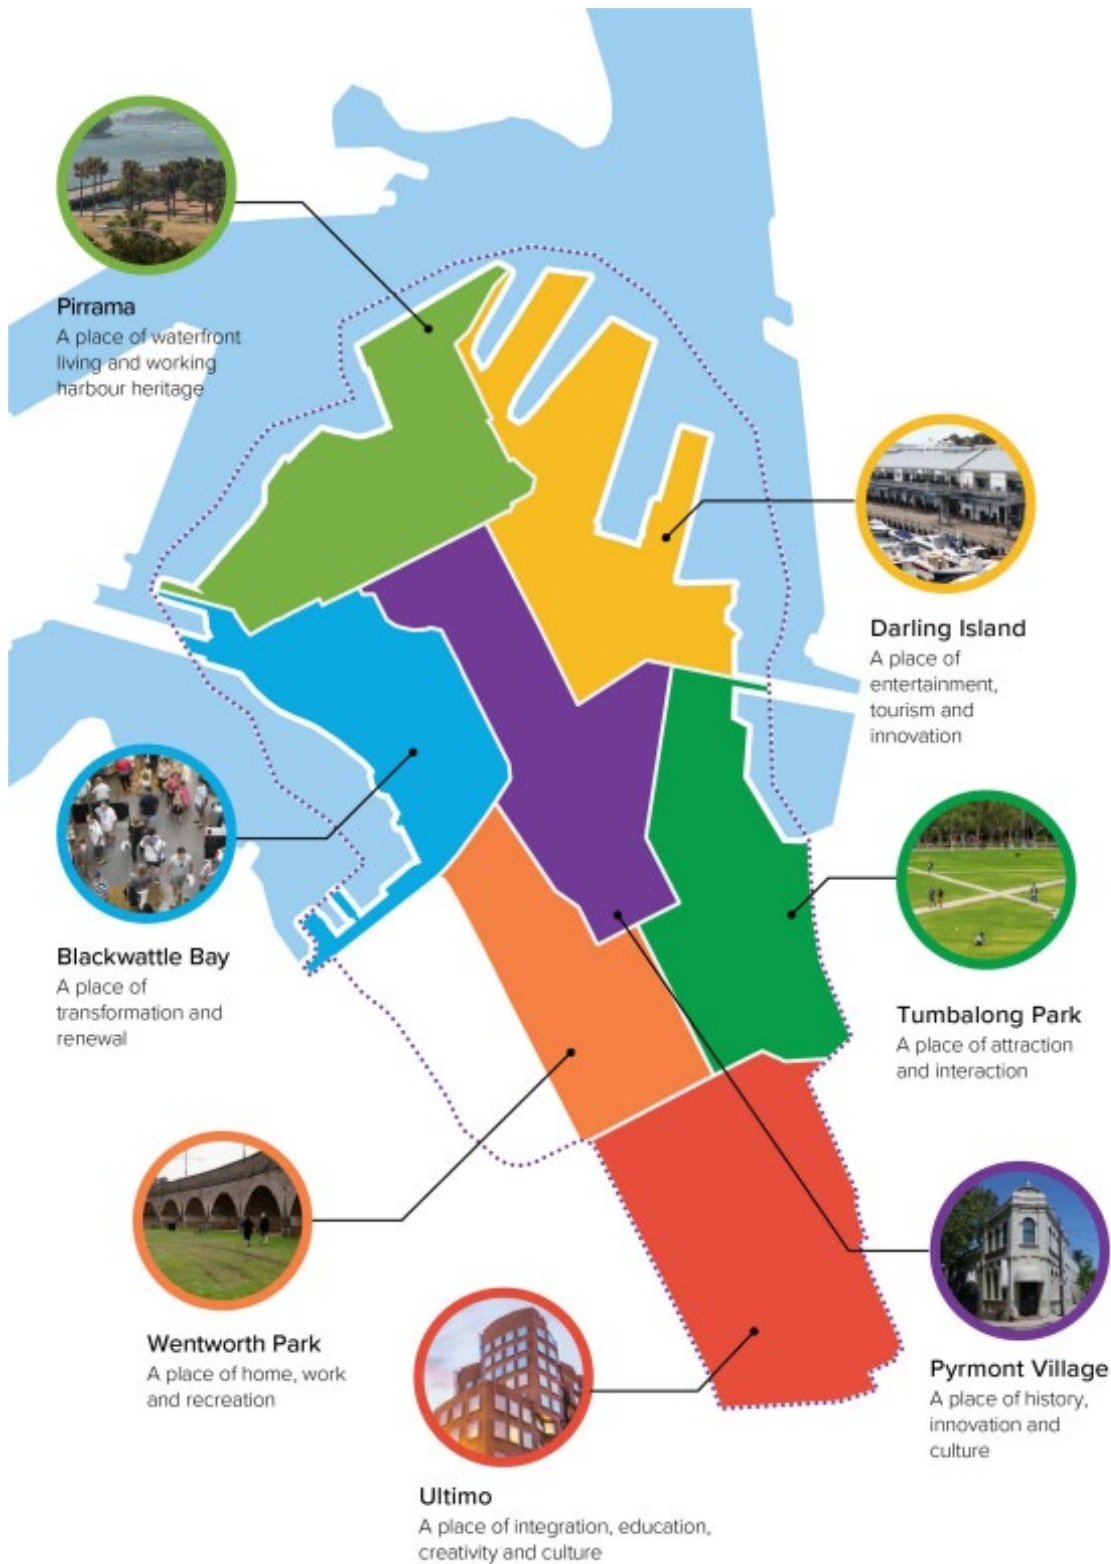 Pirrama
A place of waterfront
living and working
harbour heritage
Darling Island
A place of
entertainment,
tourism and
innovation
Blackwattle Bay
A place of
transformation and
renewal
Tumbalong Park
A place of attraction
and interaction
Wentworth Park
A place of home, work
and recreation
Pyrmont Village
A place of history,
innovation and
culture
Ultimo
A place of integration, education,
creativity and culture